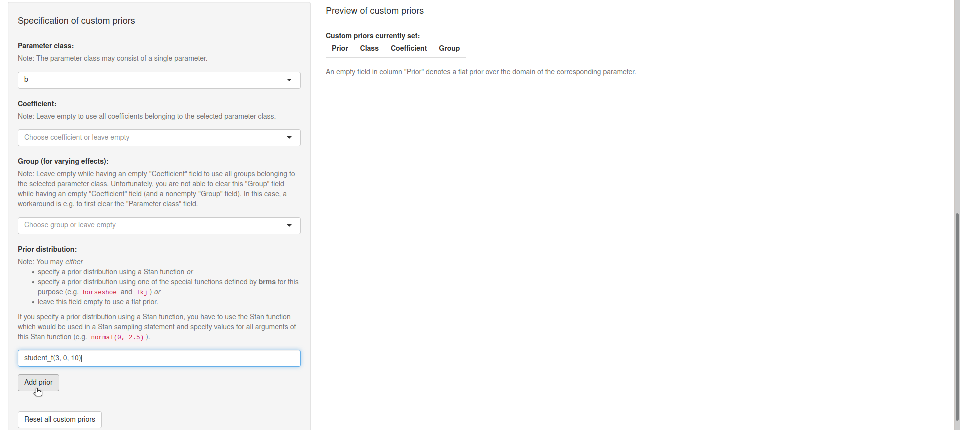 Specification of custom priors
Parameter class:
Note: The parameter class may consist of a single parameter.
b
Coefficient:
Note: Leave empty to use all coefficients belonging to the selected parameter class.
Choose coefficient or leave empty
Group (for varying effects):
Note: Leave empty while having an empty "Coefficient" field to use all groups belonging to
the selected parameter class. Unfortunately, you are not able to clear this "Group" field
while having an empty "Coefficient" field (and a nonempty "Group" field). In this case, a
workaround is e.g. to first clear the "Parameter class" field.
Choose group or leave empty
Prior distribution:
Note: You may either
• specify a prior distribution using a Stan function or
• specify a prior distribution using one of the special functions defined by brms for this
purpose (e.g. horseshoe and lkj) or
• leave this field empty to use a flat prior.
If you specify a prior distribution using a Stan function, you have to use the Stan function
which would be used in a Stan sampling statement and specify values for all arguments of
this Stan function (e.g. normal(0, 2.5))
student_t(3, 0, 10)
Add prior
Reset all custom priors
Preview of custom priors
Custom priors currently set:
Prior Class Coefficient Group
An empty field in column "Prior" denotes a flat prior over the domain of the corresponding parameter.